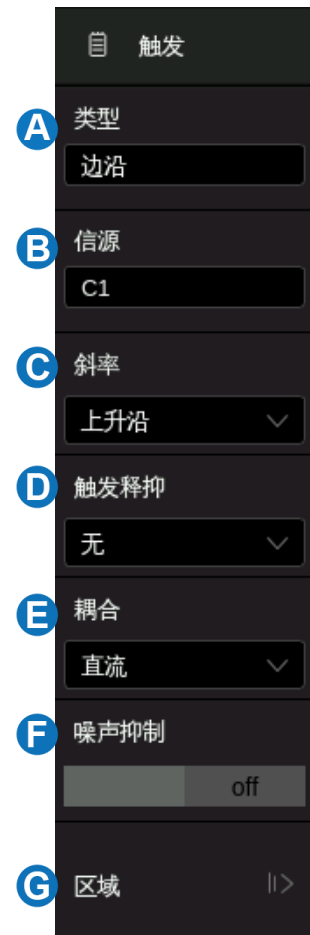 触发
A 类型
边沿
B 信源
C1
C 斜率
上升沿
D 触发释抑
无
E 耦合
直流
F 噪声抑制
off
G 区域